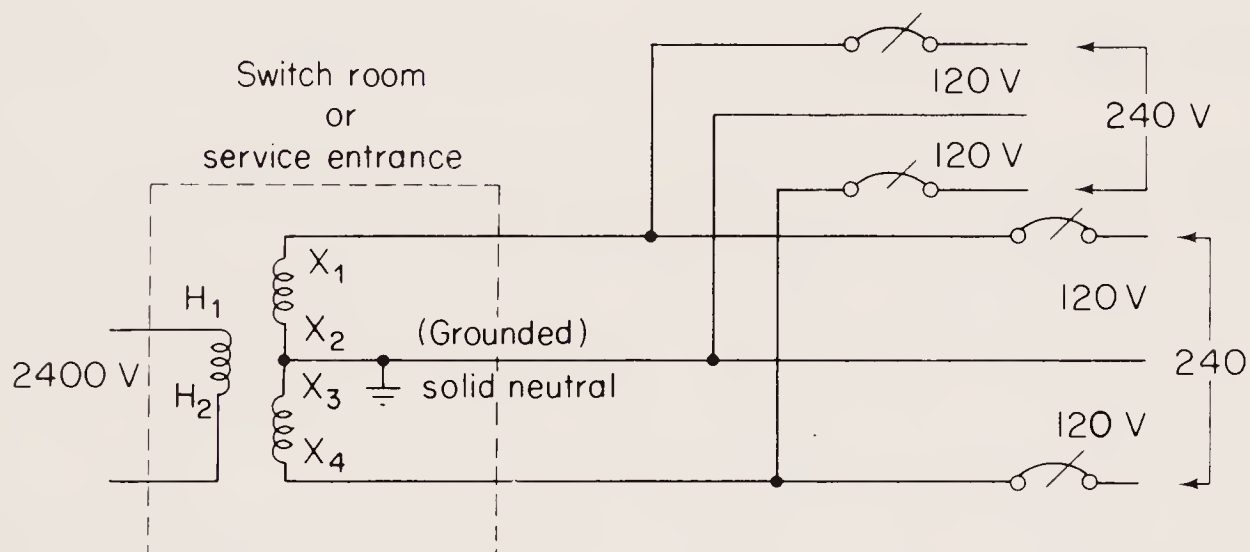 Switch room
or
service entrance
120 V
240 V
120 V
X1
H1
120 V
X2
(Grounded)
2400 V
H2
X3
solid neutral
240
X4
120 V